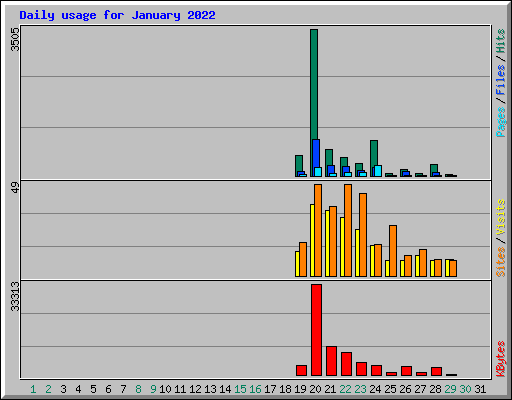 Daily usage for January 2022
3505
Pages / Files / Hits
49
Sites / Visits
33313
KBytes
1 2 3 4 5 6 7 8 9 10 11 12 13 14 15 16 17 18 19 20 21 22 23 24 25 26 27 28 29 30 31